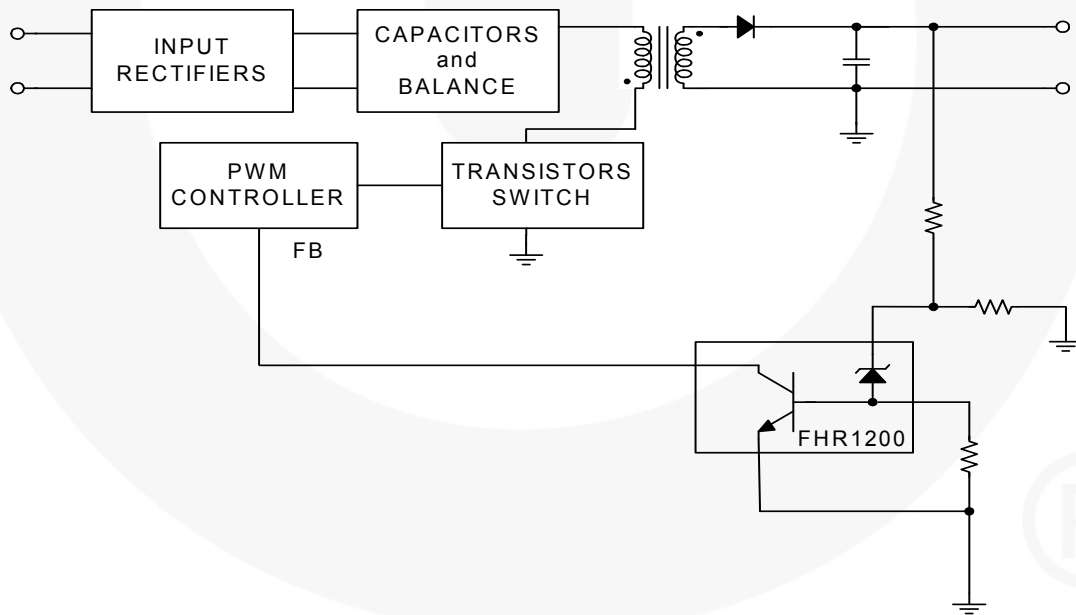 INPUT
RECTIFIERS
CAPACITORS
and
BALANCE
PWM
CONTROLLER
TRANSISTORS
SWITCH
FB
FHR1200